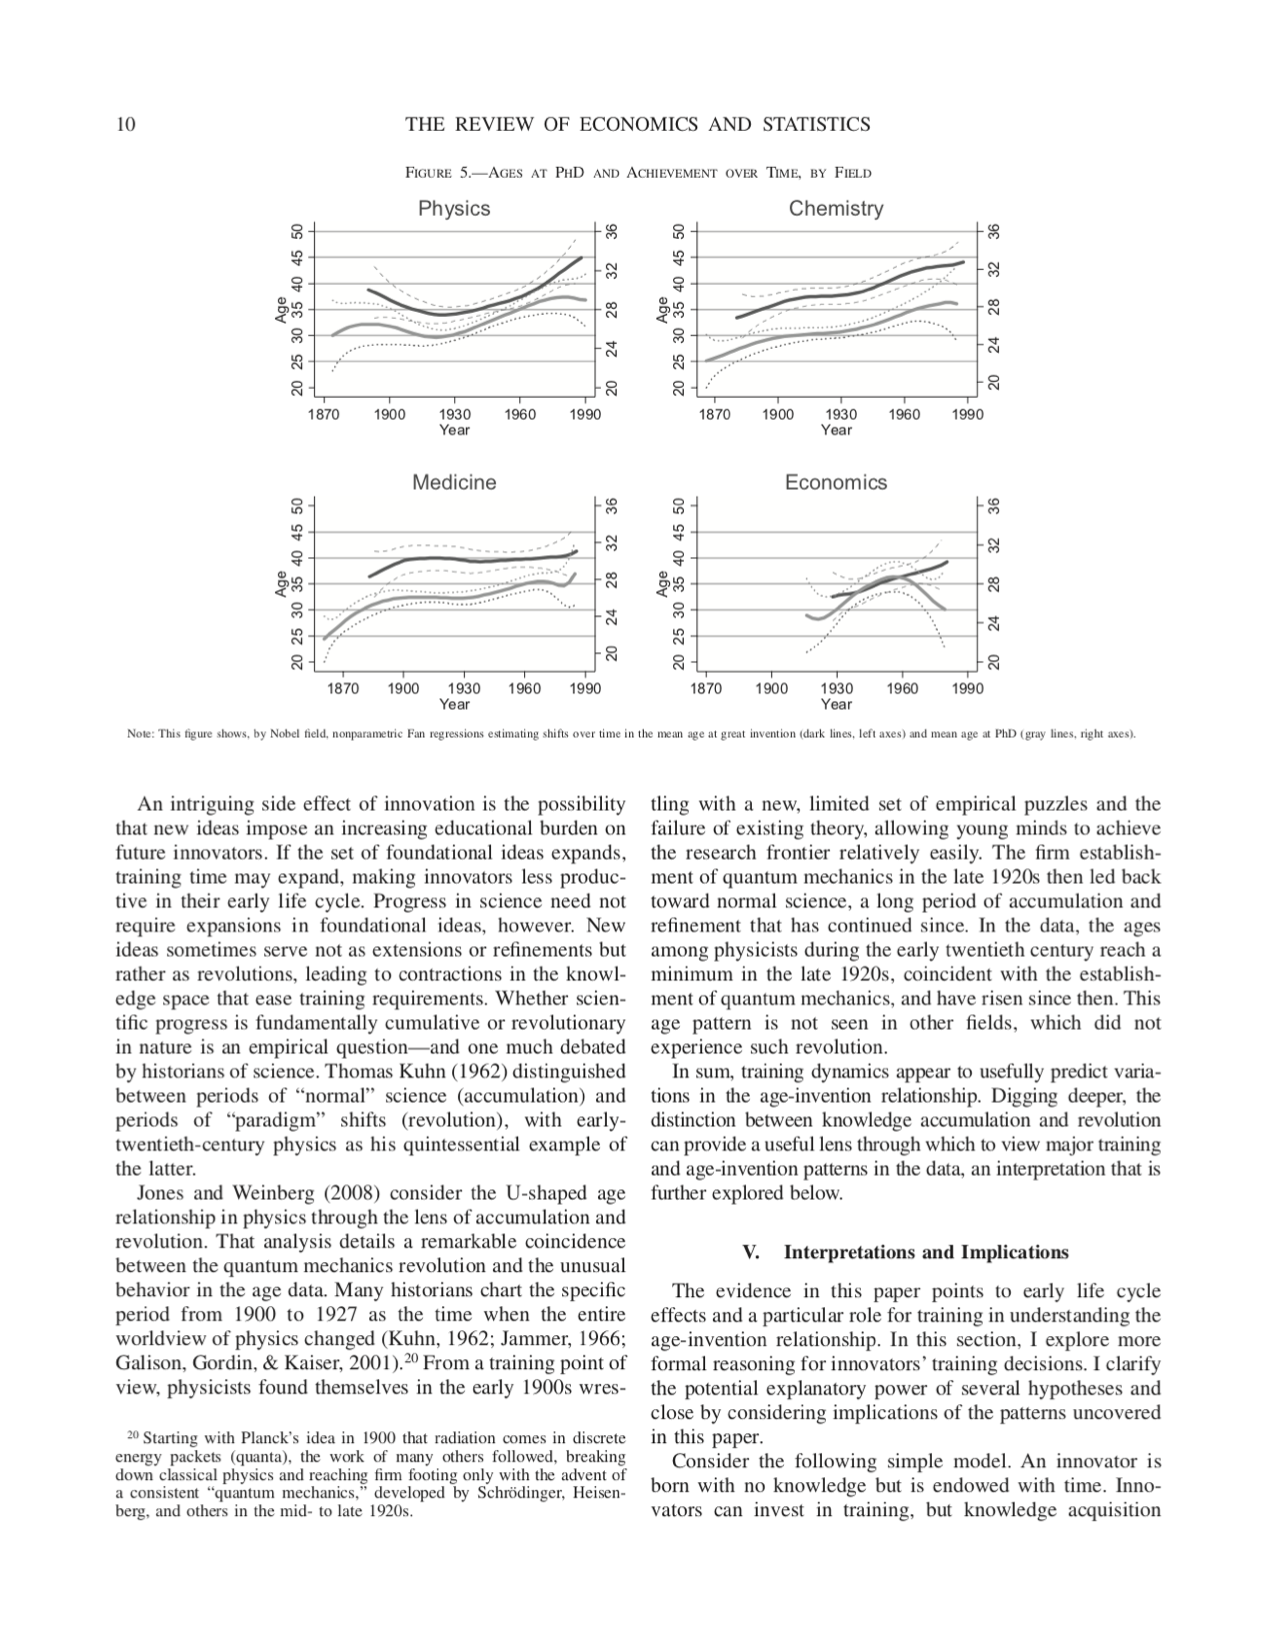 10
THE REVIEW OF ECONOMICS AND STATISTICS
FIGURE 5.—AGES AT PHD AND ACHIEVEMENT OVER TIME, BY FIELD
Physics
Age
20 25 30 35 40 45 50
20 24 28 32 36
1870 1900 1930 1960 1990
Year
Chemistry
Age
20 25 30 35 40 45 50
20 24 28 32 36
1870 1900 1930 1960 1990
Year
Medicine
Age
20 25 30 35 40 45 50
20 24 28 32 36
1870 1900 1930 1960 1990
Year
Economics
Age
20 25 30 35 40 45 50
20 24 28 32 36
1870 1900 1930 1960 1990
Year
Note: This figure shows, by Nobel field, nonparametric Fan regressions estimating shifts over time in the mean age at great invention (dark lines, left axes) and mean age at PhD (gray lines, right axes).
An intriguing side effect of innovation is the possibility
that new ideas impose an increasing educational burden on
future innovators. If the set of foundational ideas expands,
training time may expand, making innovators less produc-
tive in their early life cycle. Progress in science need not
require expansions in foundational ideas, however. New
ideas sometimes serve not as extensions or refinements but
rather as revolutions, leading to contractions in the knowl-
edge space that ease training requirements. Whether scien-
tific progress is fundamentally cumulative or revolutionary
in nature is an empirical question—and one much debated
by historians of science. Thomas Kuhn (1962) distinguished
between periods of “normal” science (accumulation) and
periods of “paradigm” shifts (revolution), with early-
twentieth-century physics as his quintessential example of
the latter.
Jones and Weinberg (2008) consider the U-shaped age
relationship in physics through the lens of accumulation and
revolution. That analysis details a remarkable coincidence
between the quantum mechanics revolution and the unusual
behavior in the age data. Many historians chart the specific
period from 1900 to 1927 as the time when the entire
worldview of physics changed (Kuhn, 1962; Jammer, 1966;
Galison, Gordin, & Kaiser, 2001).20 From a training point of
view, physicists found themselves in the early 1900s wres-
20 Starting with Planck’s idea in 1900 that radiation comes in discrete
energy packets (quanta), the work of many others followed, breaking
down classical physics and reaching firm footing only with the advent of
a consistent “quantum mechanics,” developed by Schrödinger, Heisen-
berg, and others in the mid- to late 1920s.
tling with a new, limited set of empirical puzzles and the
failure of existing theory, allowing young minds to achieve
the research frontier relatively easily. The firm establish-
ment of quantum mechanics in the late 1920s then led back
toward normal science, a long period of accumulation and
refinement that has continued since. In the data, the ages
among physicists during the early twentieth century reach a
minimum in the late 1920s, coincident with the establish-
ment of quantum mechanics, and have risen since then. This
age pattern is not seen in other fields, which did not
experience such revolution.
In sum, training dynamics appear to usefully predict varia-
tions in the age-invention relationship. Digging deeper, the
distinction between knowledge accumulation and revolution
can provide a useful lens through which to view major training
and age-invention patterns in the data, an interpretation that is
further explored below.
V. Interpretations and Implications
The evidence in this paper points to early life cycle
effects and a particular role for training in understanding the
age-invention relationship. In this section, I explore more
formal reasoning for innovators’ training decisions. I clarify
the potential explanatory power of several hypotheses and
close by considering implications of the patterns uncovered
in this paper.
Consider the following simple model. An innovator is
born with no knowledge but is endowed with time. Inno-
vators can invest in training, but knowledge acquisition